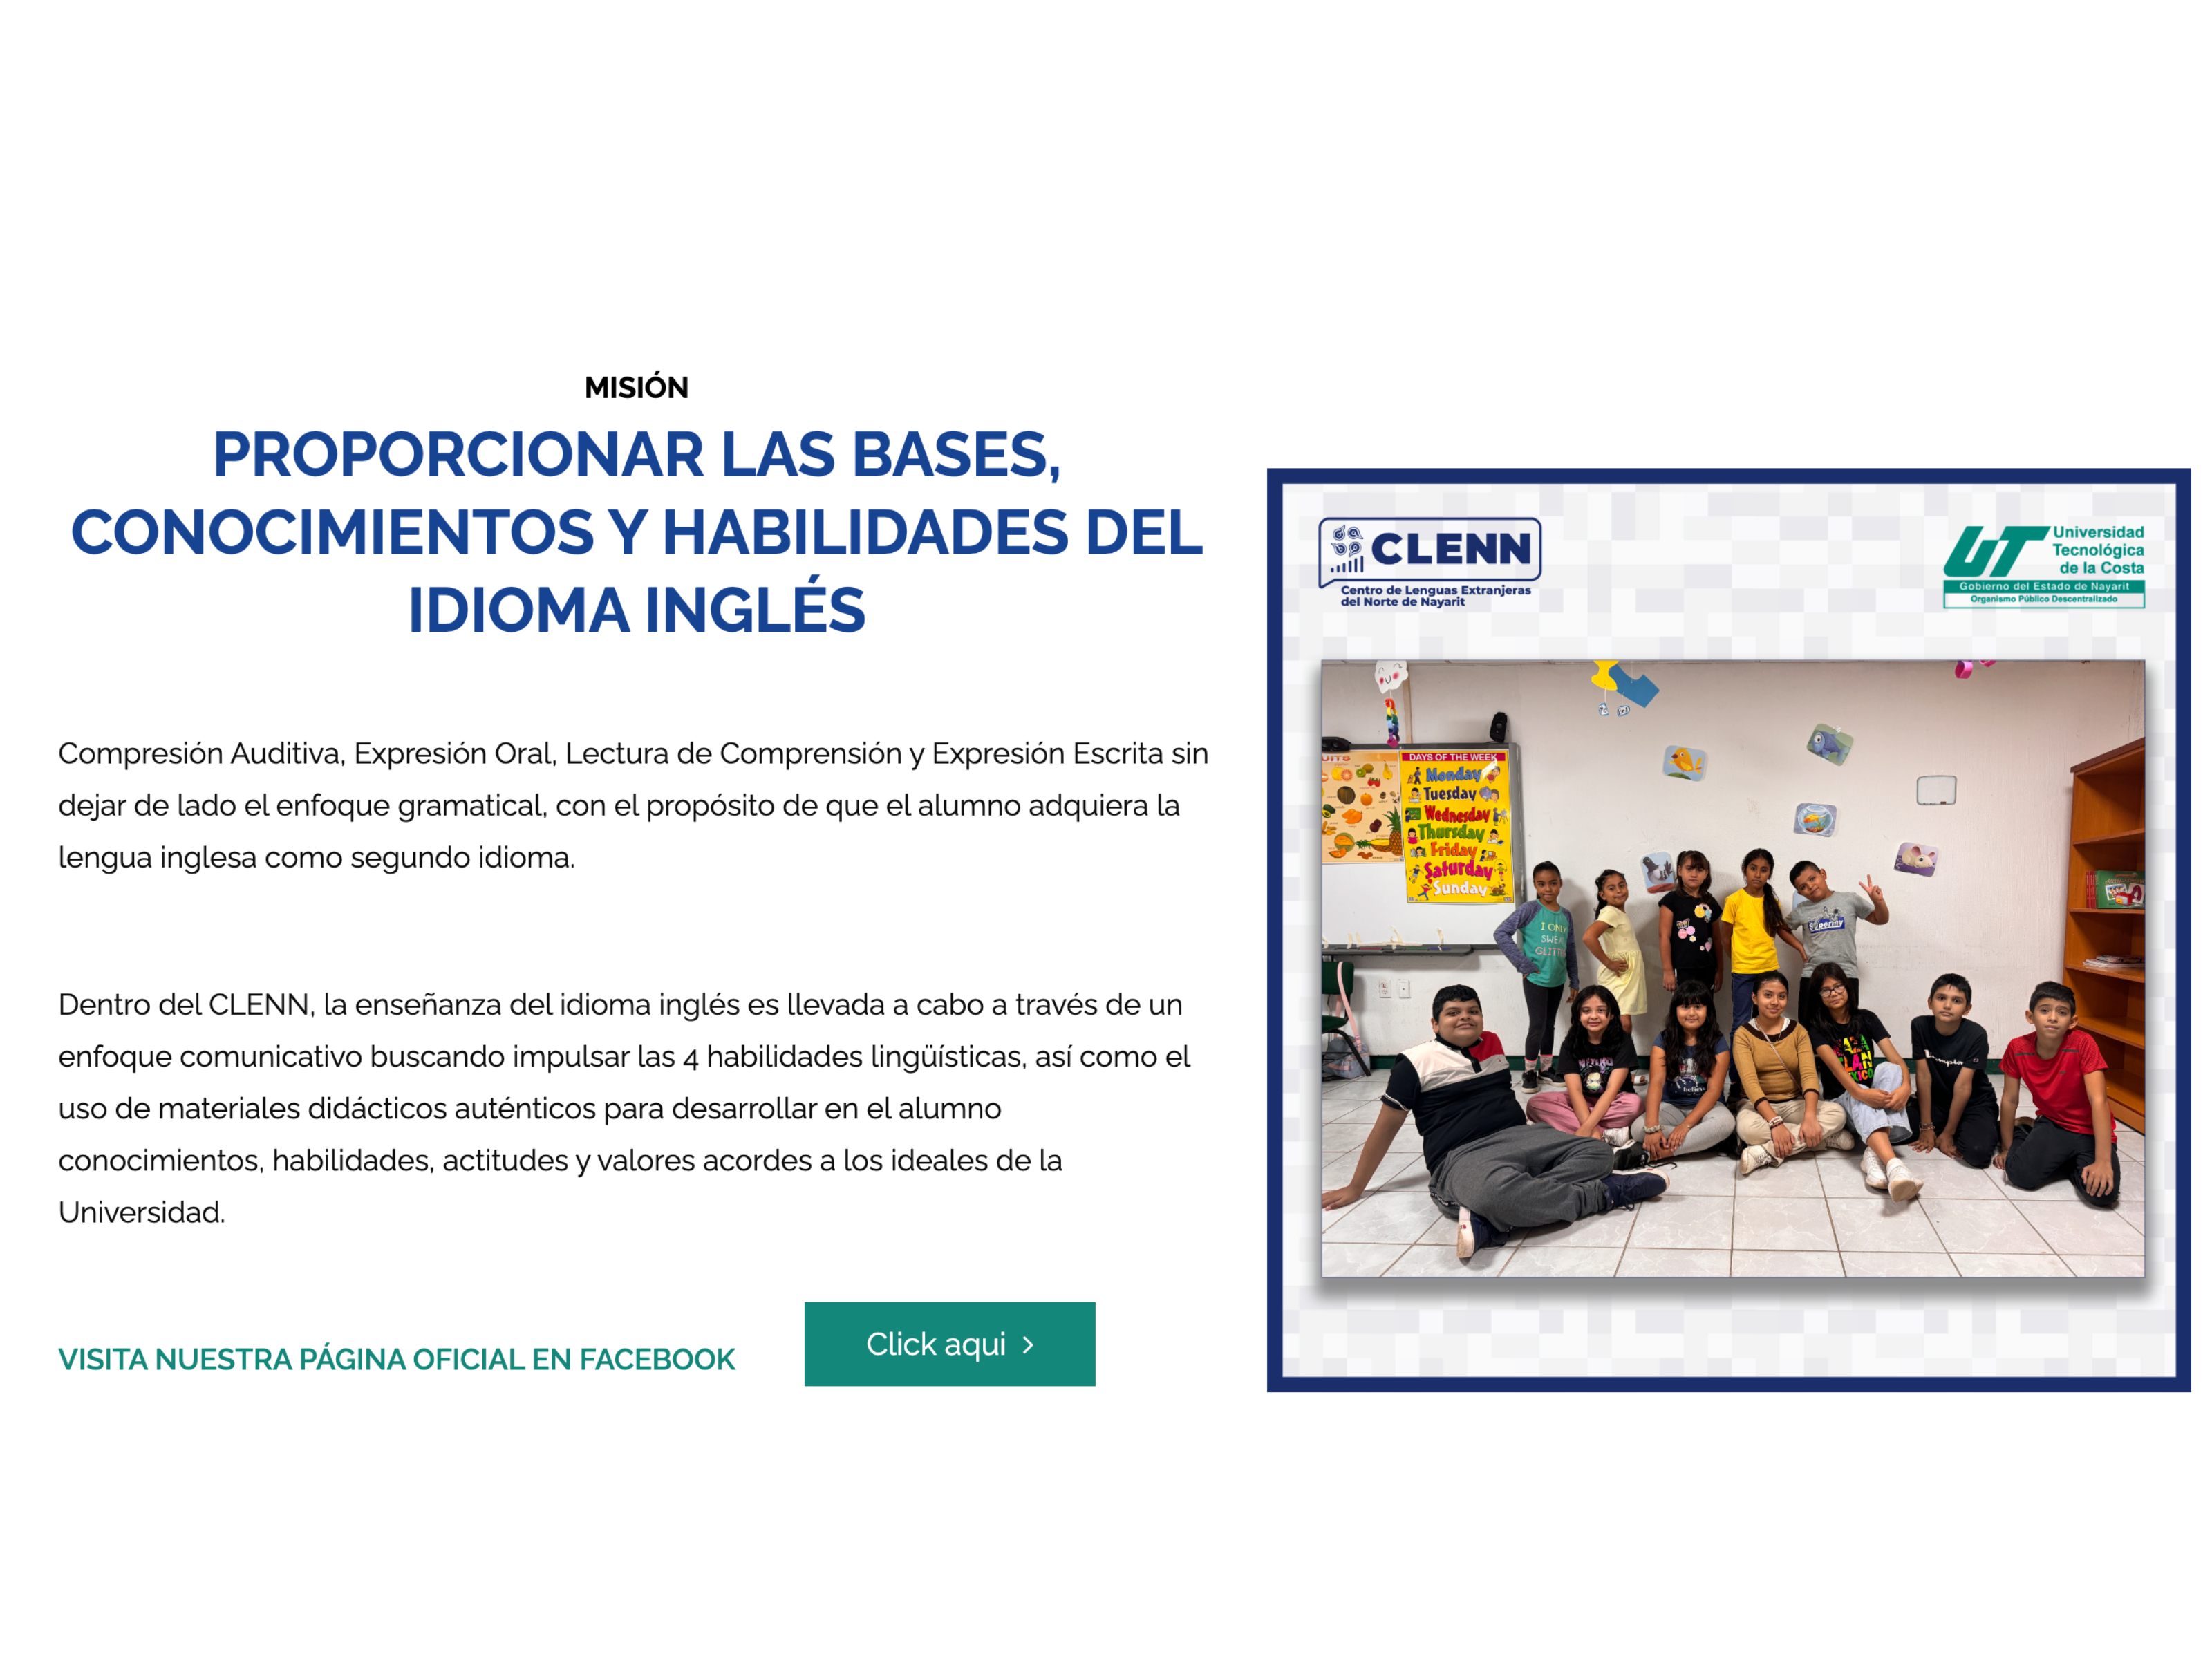 MISIÓN
PROPORCIONAR LAS BASES,
CONOCIMIENTOS Y HABILIDADES DEL
IDIOMA INGLÉS
Compresión Auditiva, Expresión Oral, Lectura de Comprensión y Expresión Escrita sin
dejar de lado el enfoque gramatical, con el propósito de que el alumno adquiera la
lengua inglesa como segundo idioma.
Dentro del CLENN, la enseñanza del idioma inglés es llevada a cabo a través de un
enfoque comunicativo buscando impulsar las 4 habilidades lingüísticas, así como el
uso de materiales didácticos auténticos para desarrollar en el alumno
conocimientos, habilidades, actitudes y valores acordes a los ideales de la
Universidad.
VISITA NUESTRA PÁGINA OFICIAL EN FACEBOOK
Click aqui >
CLENN
Centro de Lenguas Extranjeras
del Norte de Nayarit
UT
Universidad
Tecnológica
de la Costa
Gobierno del Estado de Nayarit
Organismo Público Descentralizado
DAYS OF THE WEEK
Monday
Tuesday
Wednesday
Thursday
Friday
Saturday
Sunday
I ONLY